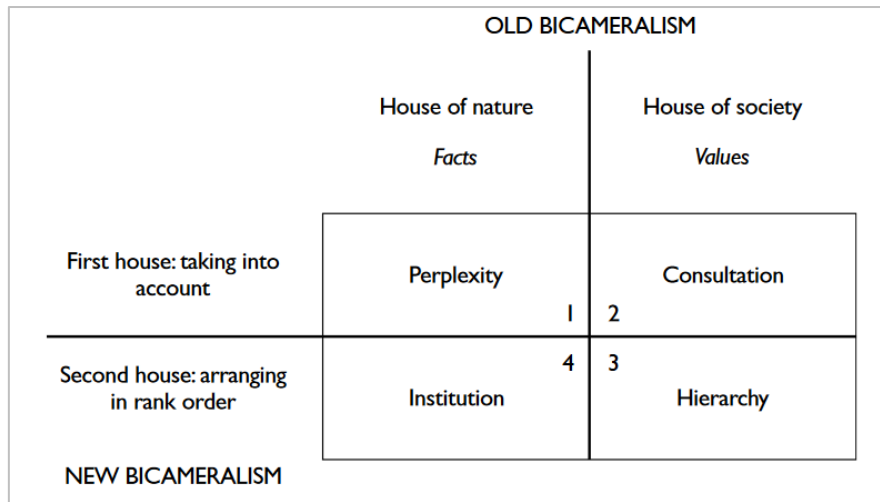 OLD BICAMERALISM
House of nature
House of society
Facts
Values
First house: taking into
account
Perplexity
Consultation
1
2
Second house: arranging
in rank order
4
3
Institution
Hierarchy
NEW BICAMERALISM